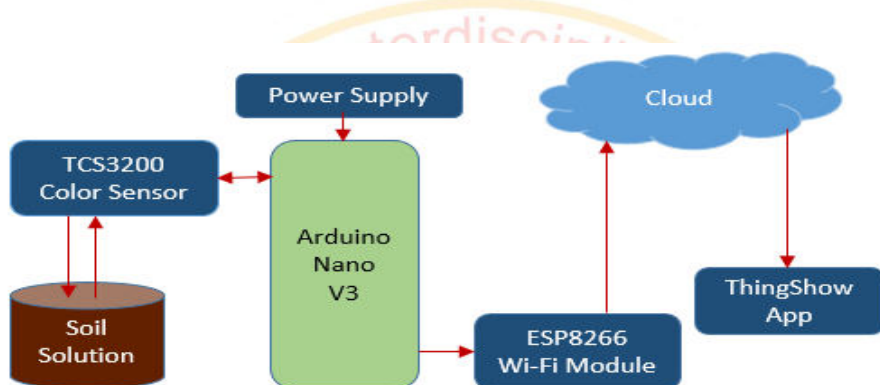 Power Supply
Cloud
TCS3200
Color Sensor
Arduino
Nano
V3
Soil
Solution
ESP8266
Wi-Fi Module
ThingShow
App